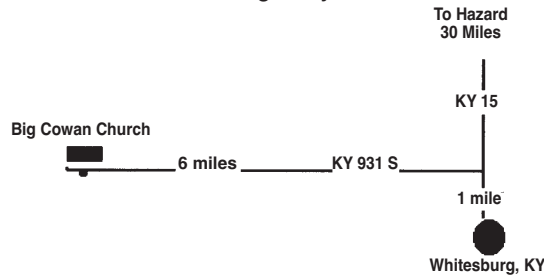 To Hazard
30 Miles
KY 15
Big Cowan Church
6 miles
KY 931 S
1 mile
Whitesburg, KY